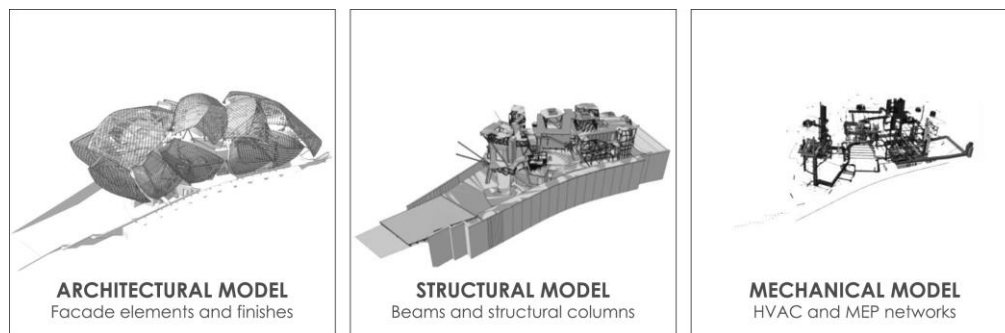 ARCHITECTURAL MODEL
Facade elements and finishes
STRUCTURAL MODEL
Beams and structural columns
MECHANICAL MODEL
HVAC and MEP networks